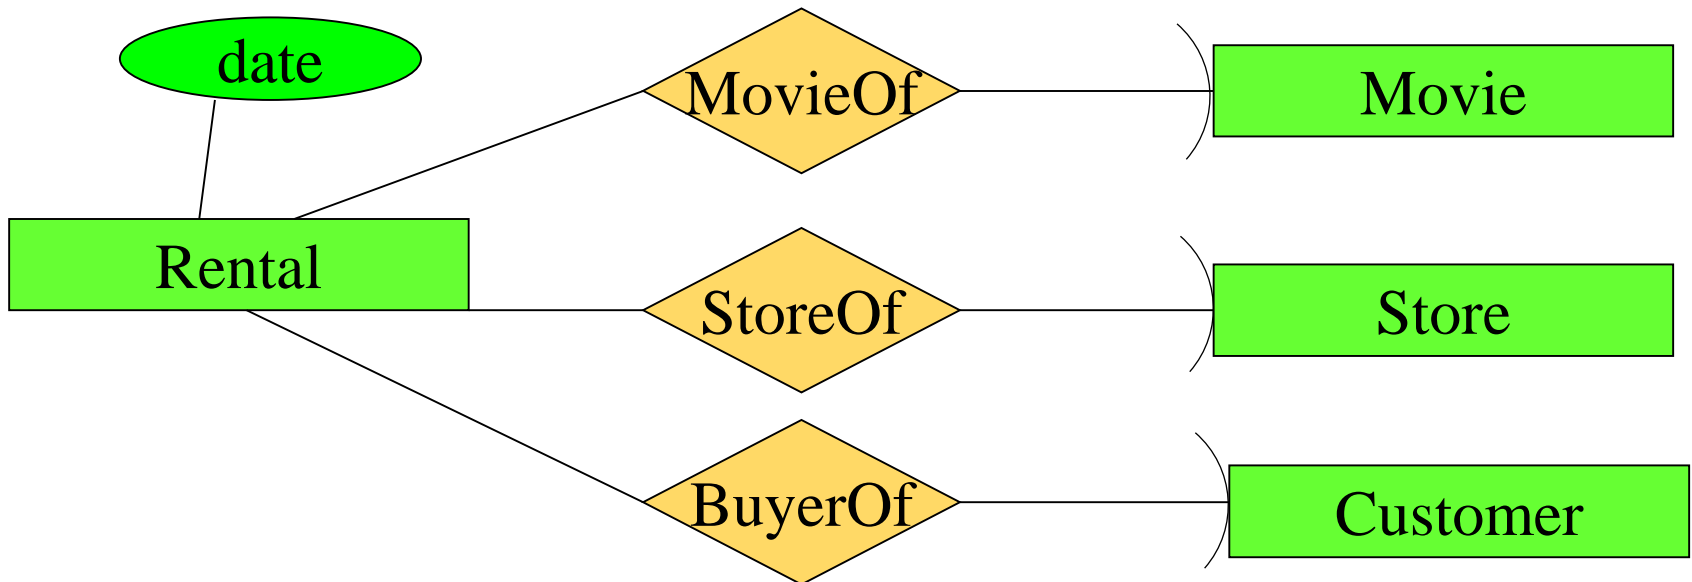 date
MovieOf
Movie
Rental
StoreOf
Store
BuyerOf
Customer